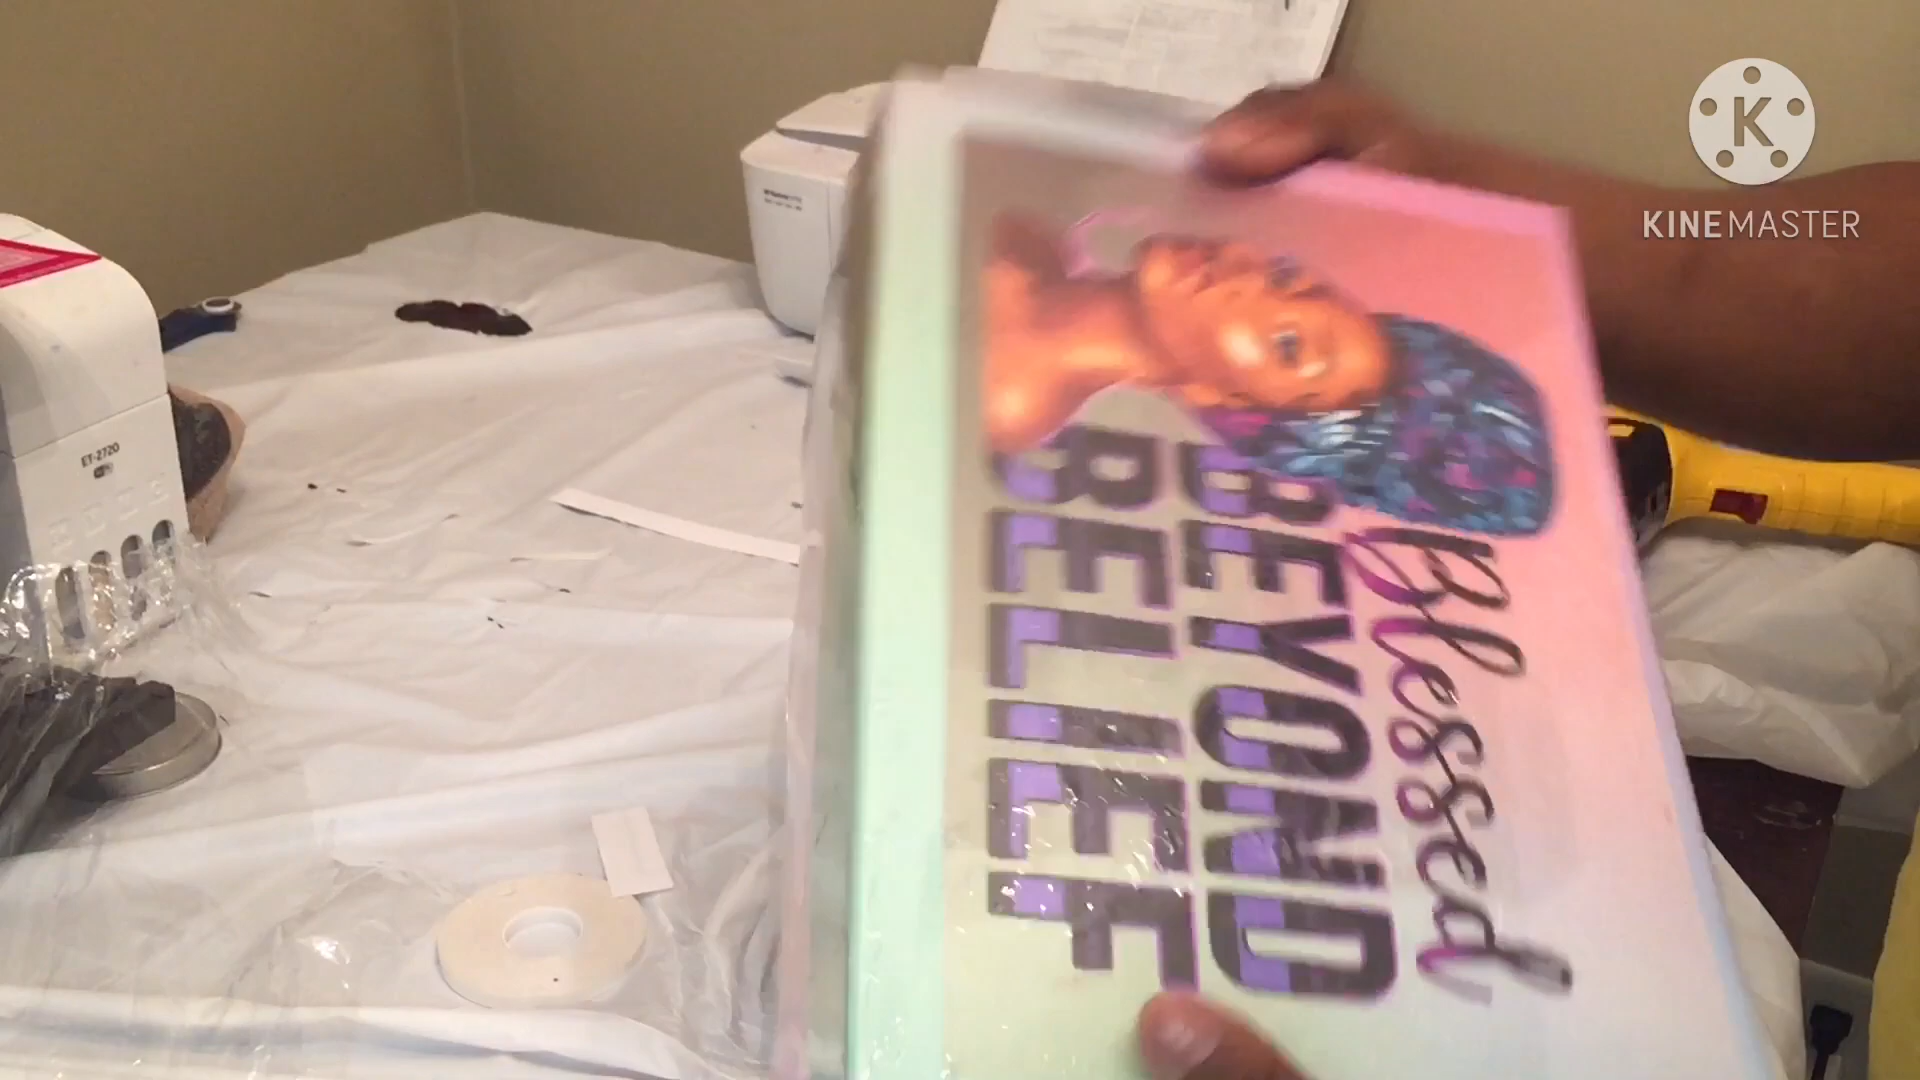 Blessed
BEYOND
BELIEF
ET-2720
K
KINEMASTER